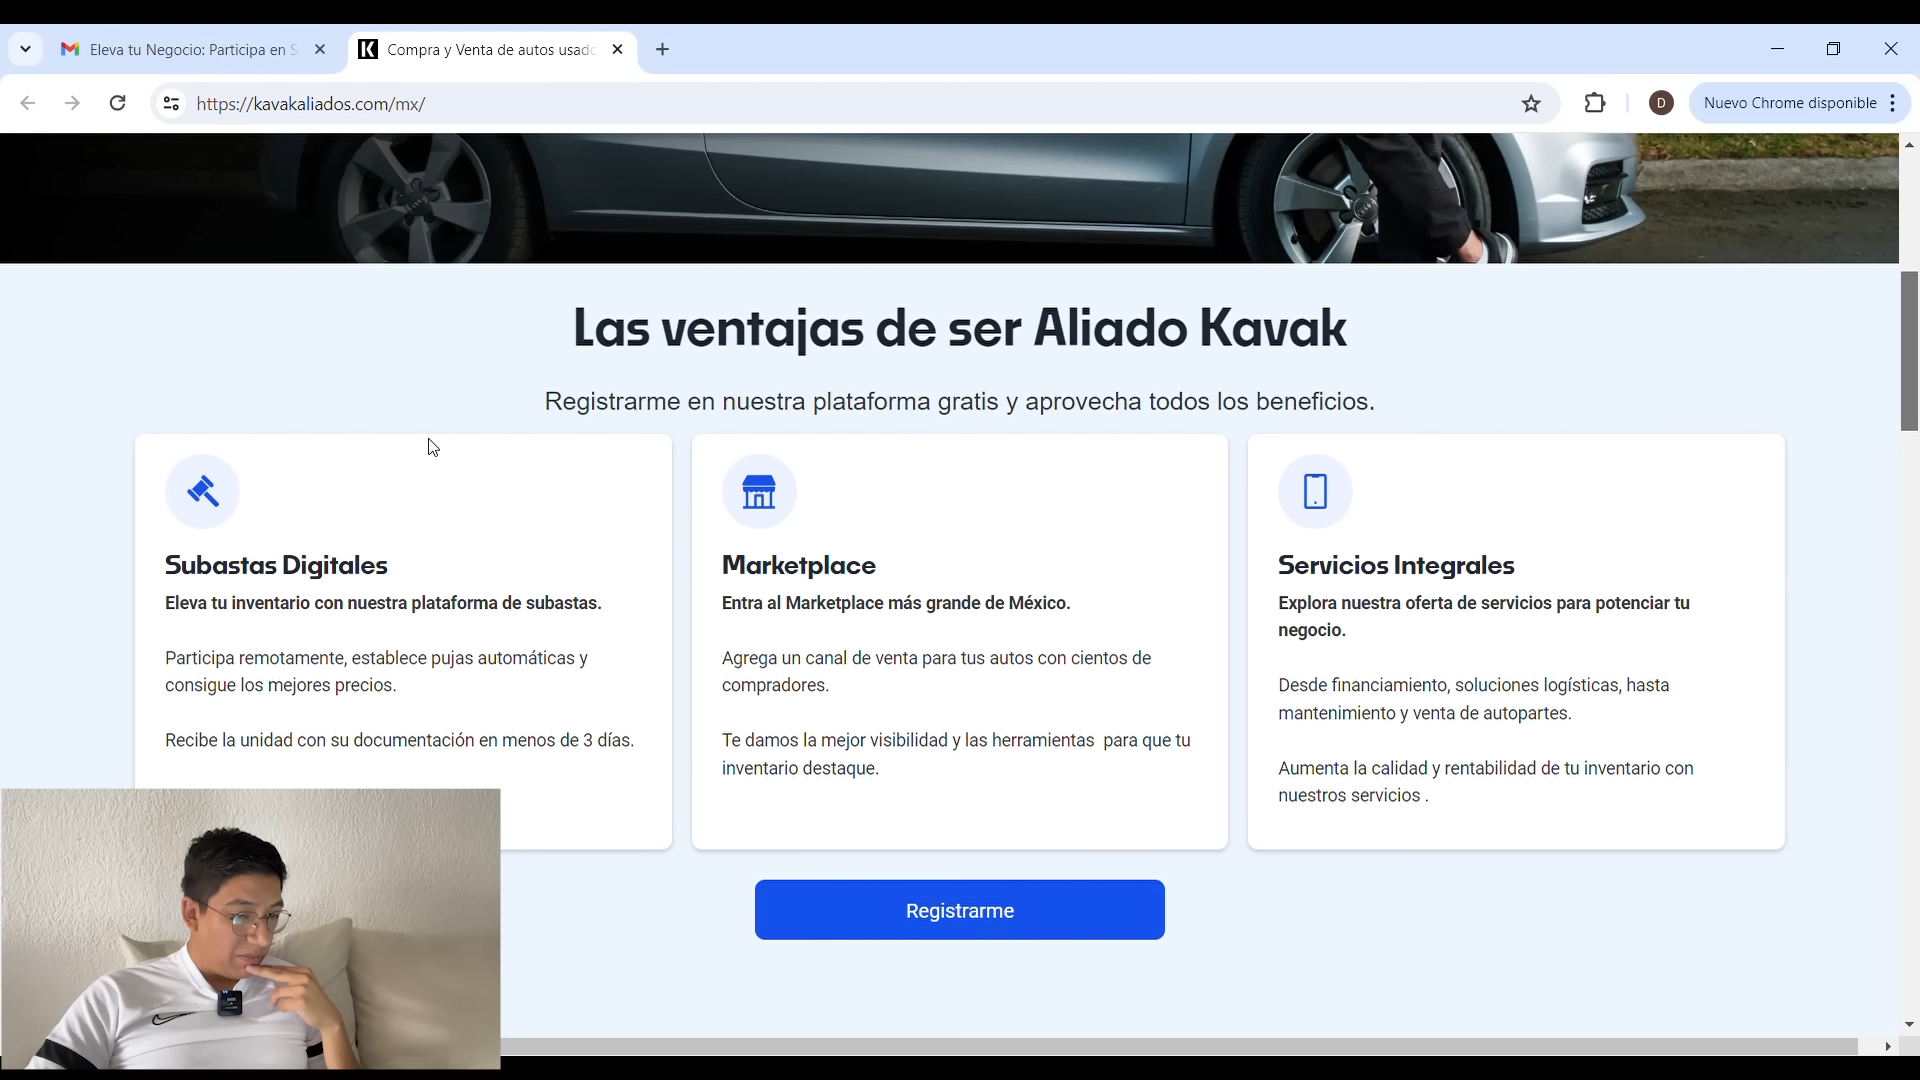 Eleva tu Negocio: Participa en S
Compra y Venta de autos usado
https://kavakaliados.com/mx/
D
Nuevo Chrome disponible
Las ventajas de ser Aliado Kavak
Registrarme en nuestra plataforma gratis y aprovecha todos los beneficios.
Subastas Digitales
Eleva tu inventario con nuestra plataforma de subastas.
Participa remotamente, establece pujas automáticas y
consigue los mejores precios.
Recibe la unidad con su documentación en menos de 3 días.
Marketplace
Entra al Marketplace más grande de México.
Agrega un canal de venta para tus autos con cientos de
compradores.
Te damos la mejor visibilidad y las herramientas para que tu
inventario destaque.
Servicios Integrales
Explora nuestra oferta de servicios para potenciar tu
negocio.
Desde financiamiento, soluciones logísticas, hasta
mantenimiento y venta de autopartes.
Aumenta la calidad y rentabilidad de tu inventario con
nuestros servicios .
Registrarme